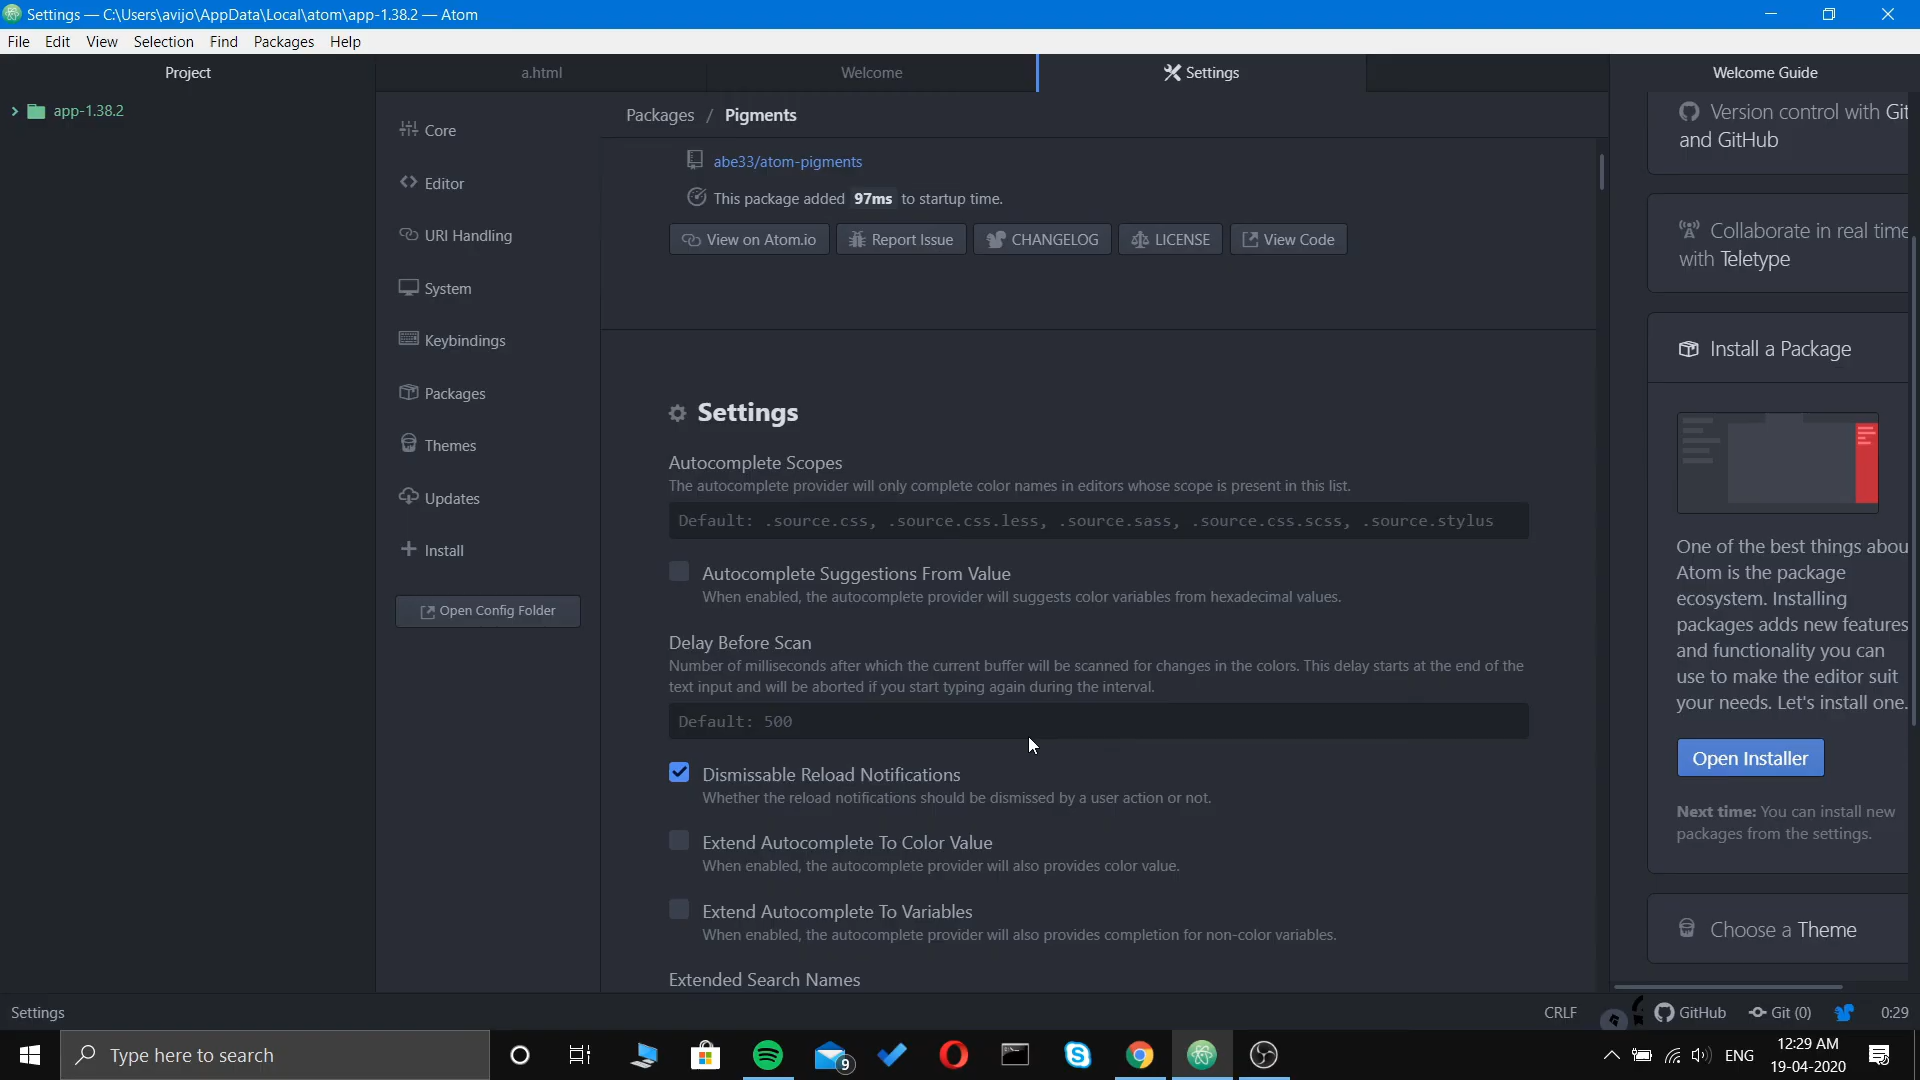 Settings — C:\Users\avijo\AppData\Local\atom\app-1.38.2 — Atom
File Edit View Selection Find Packages Help
Project
a.html
Welcome
Settings
Welcome Guide
app-1.38.2
Core
Editor
URI Handling
System
Keybindings
Packages
Themes
Updates
Install
Open Config Folder
Packages / Pigments
abe33/atom-pigments
This package added 97ms to startup time.
View on Atom.io
Report Issue
CHANGELOG
LICENSE
View Code
Settings
Autocomplete Scopes
The autocomplete provider will only complete color names in editors whose scope is present in this list.
Default: .source.css, .source.css.less, .source.sass, .source.css.scss, .source.stylus
Autocomplete Suggestions From Value
When enabled, the autocomplete provider will suggests color variables from hexadecimal values.
Delay Before Scan
Number of milliseconds after which the current buffer will be scanned for changes in the colors. This delay starts at the end of the
text input and will be aborted if you start typing again during the interval.
Default: 500
Dismissable Reload Notifications
Whether the reload notifications should be dismissed by a user action or not.
Extend Autocomplete To Color Value
When enabled, the autocomplete provider will also provides color value.
Extend Autocomplete To Variables
When enabled, the autocomplete provider will also provides completion for non-color variables.
Extended Search Names
Version control with Git
and GitHub
Collaborate in real time
with Teletype
Install a Package
One of the best things abou
Atom is the package
ecosystem. Installing
packages adds new features
and functionality you can
use to make the editor suit
your needs. Let's install one.
Open Installer
Next time: You can install new
packages from the settings.
Choose a Theme
Settings
CRLF
GitHub
Git (0)
0:29
Type here to search
9
ENG
12:29 AM
19-04-2020